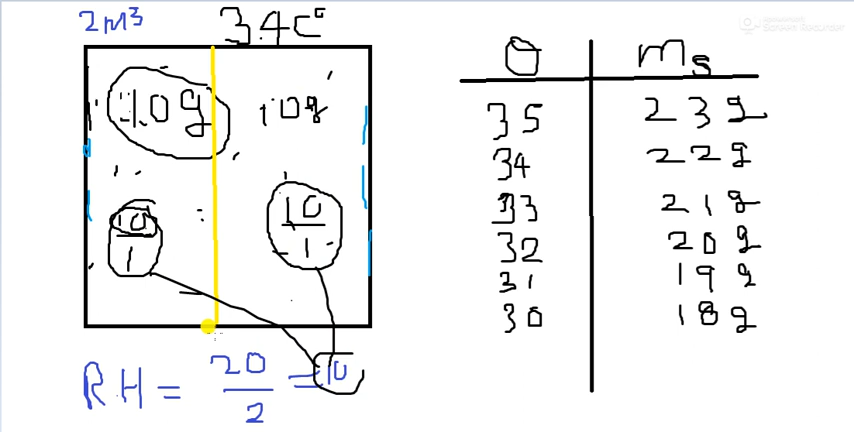 2M³ 34C°
10g 10g
10/1 10/1
RH = 20/2 = 10
θ ms
35 23g
34 22g
33 21g
32 20g
31 19g
30 18g